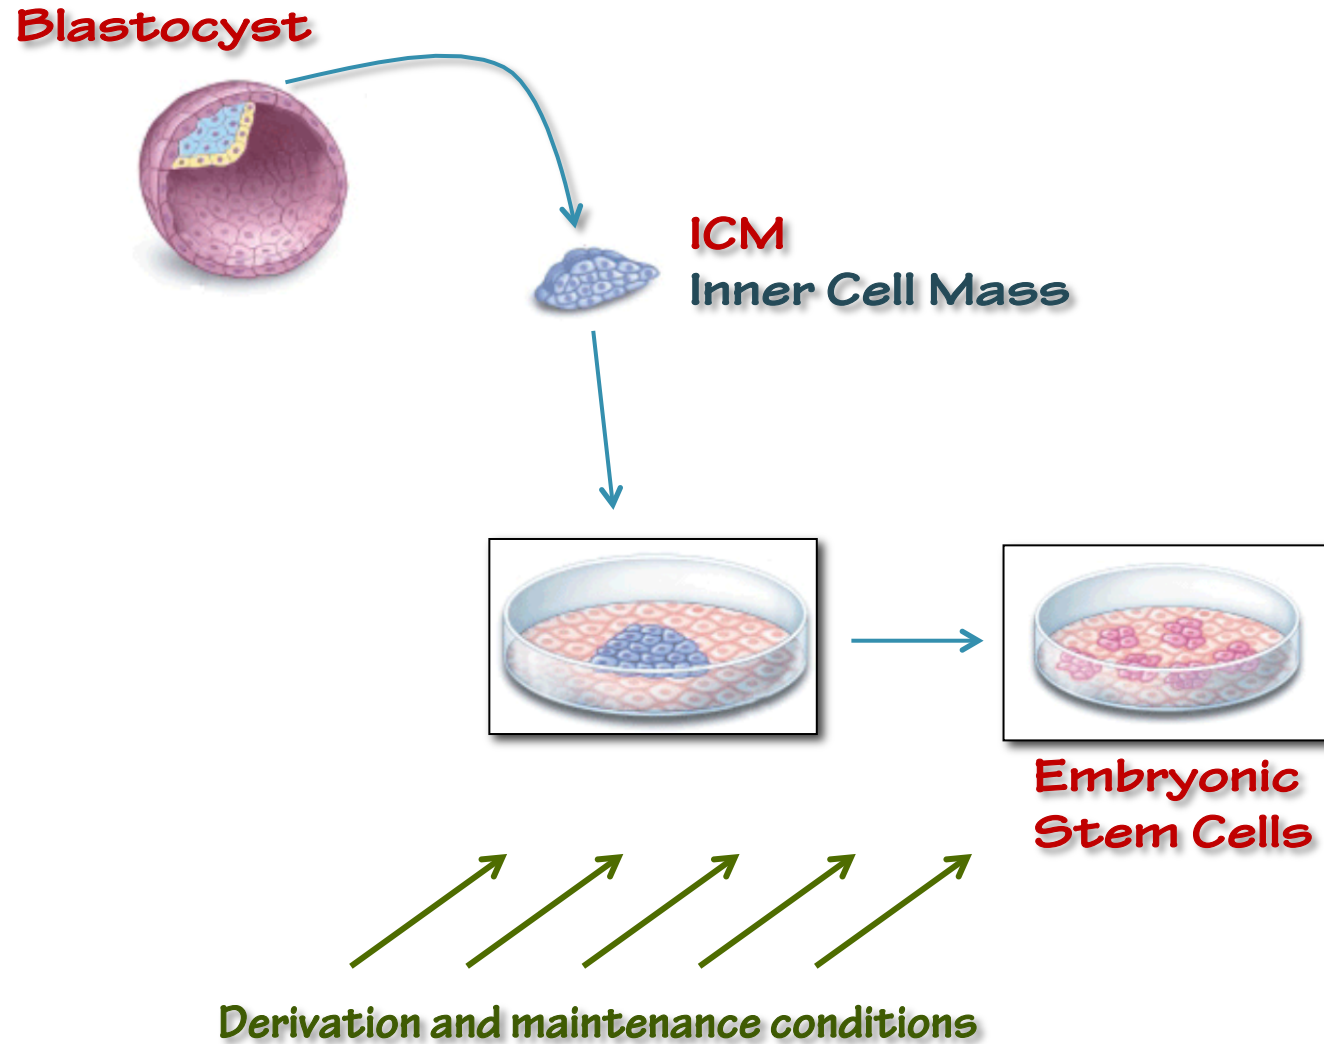 Blastocyst
ICM
Inner Cell Mass
Embryonic
Stem Cells
Derivation and maintenance conditions